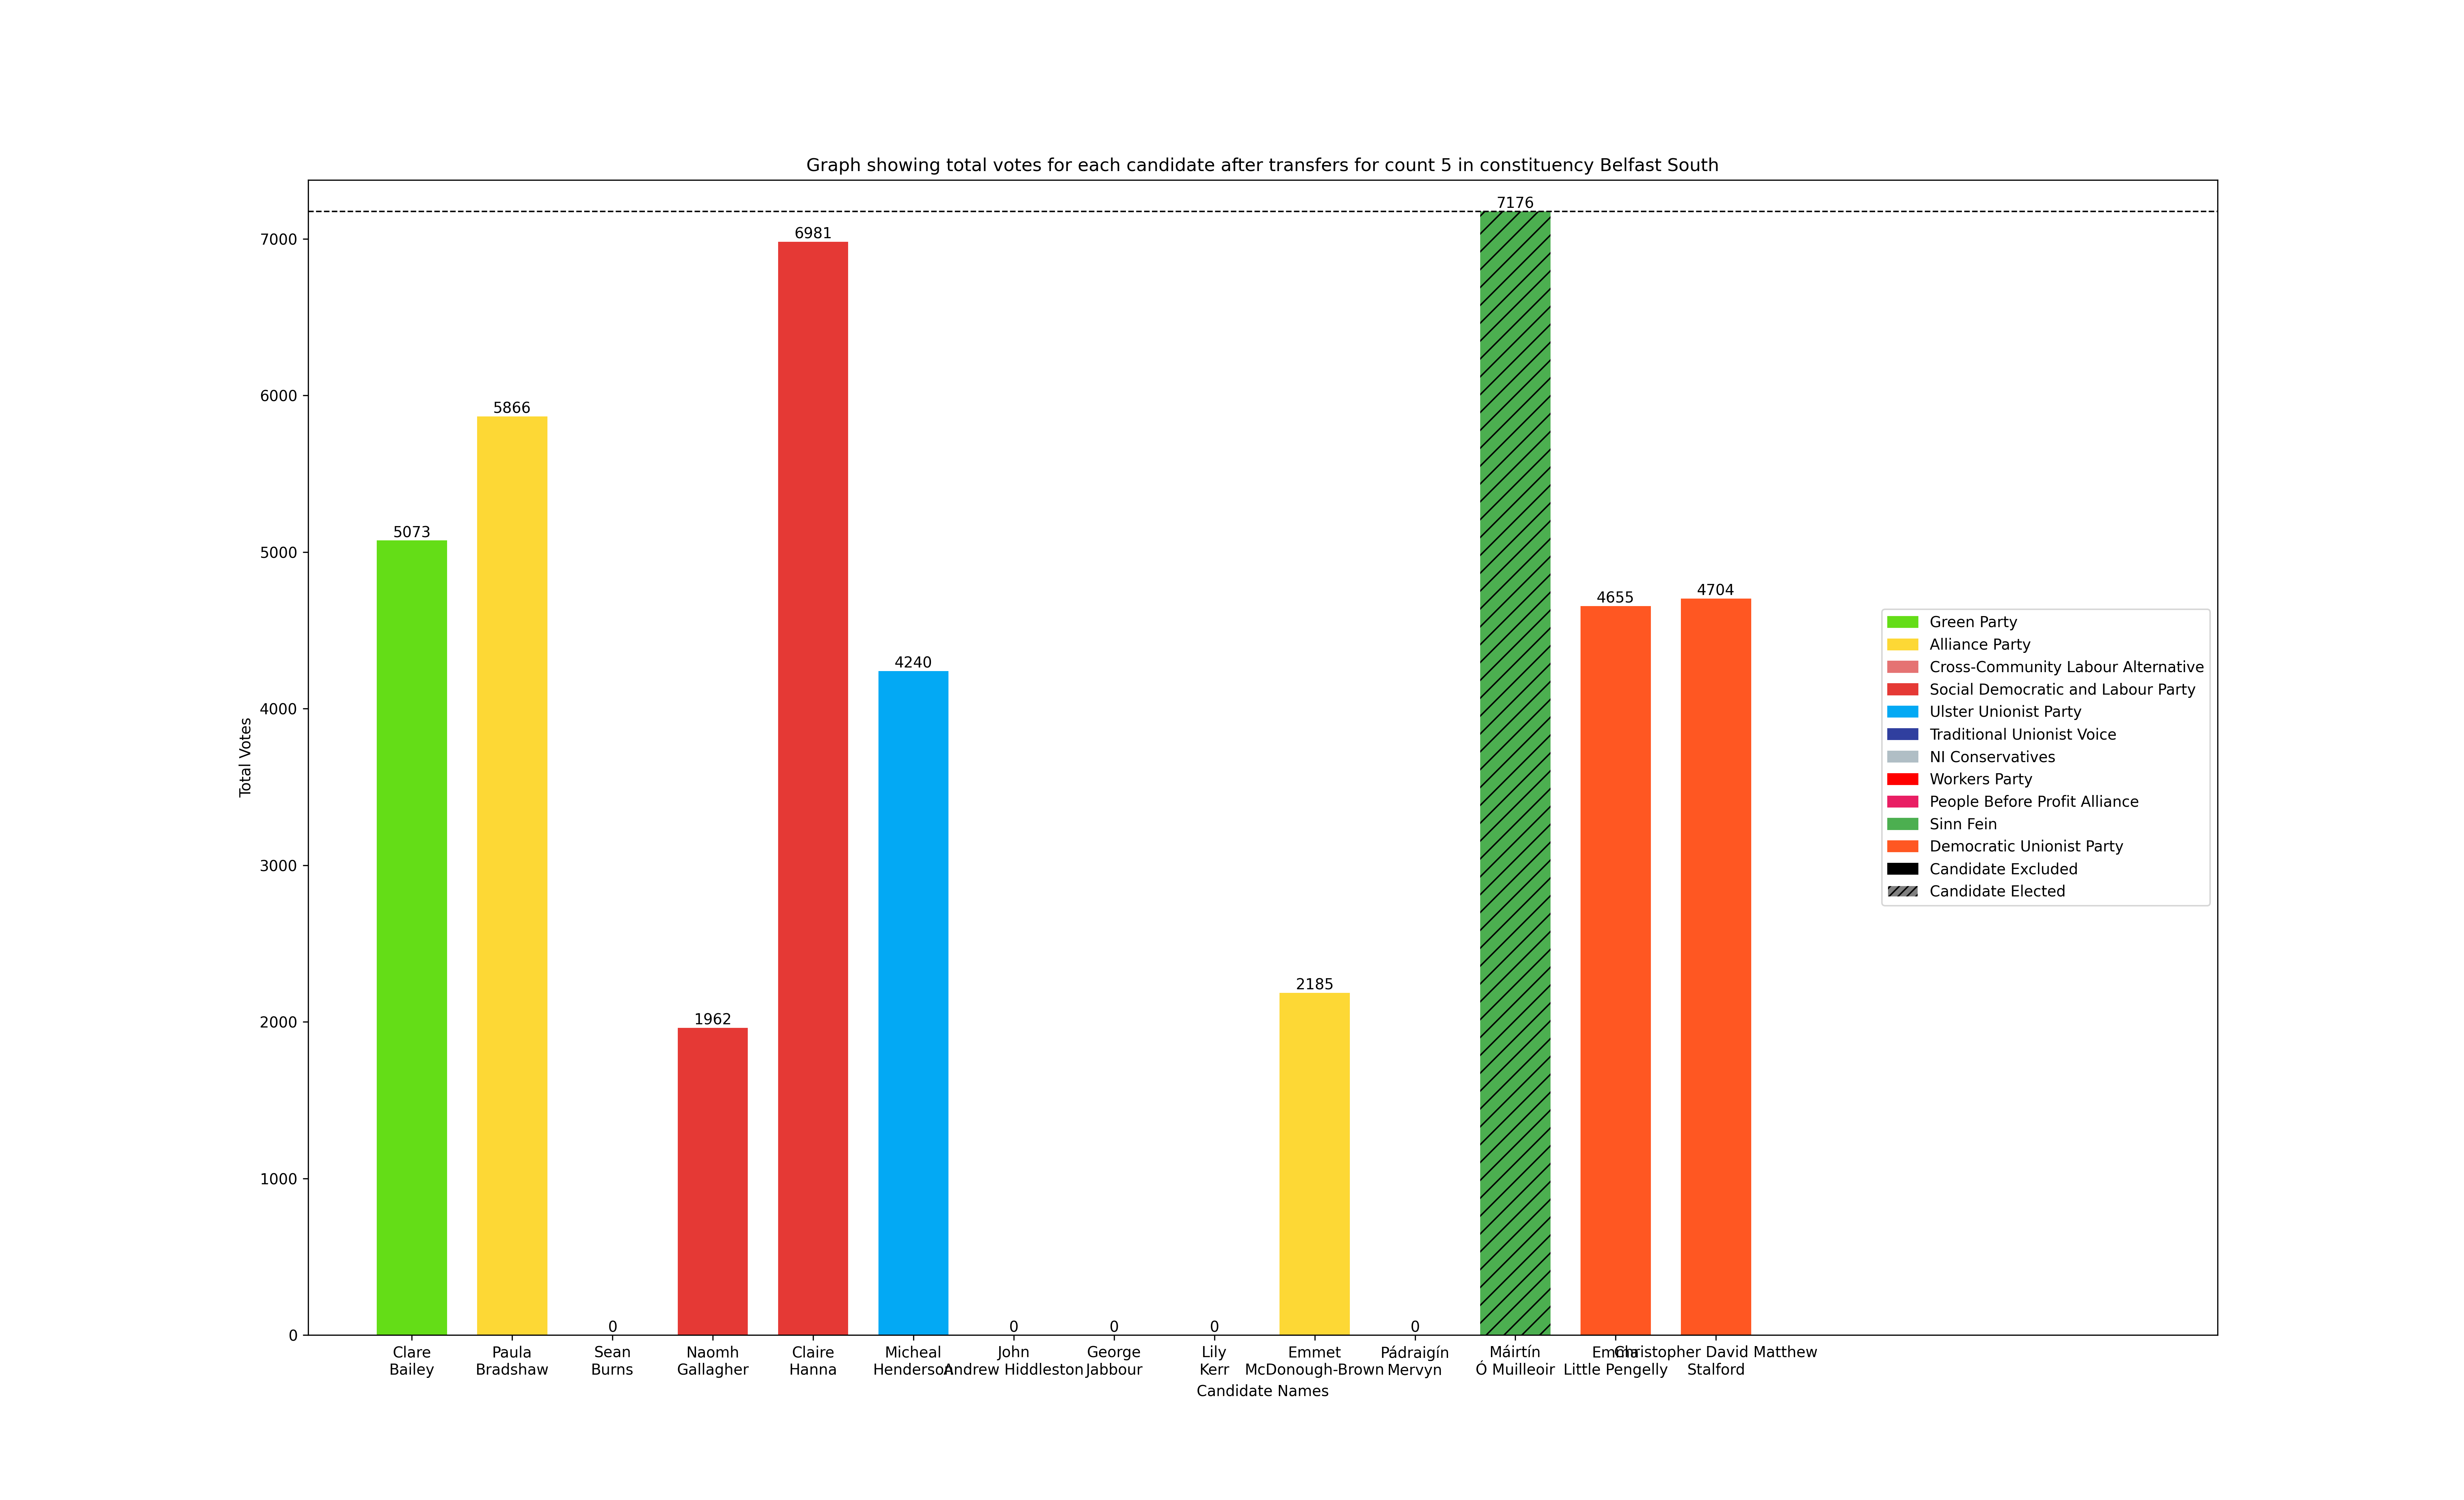 Graph showing total votes for each candidate after transfers for count 5 in constituency Belfast South
7176
7000
6981
6000
5866
5073
5000
4704
4655
4240
4000
3000
2185
2000
1962
1000
0
0
0
0
0
0
Total Votes
Green Party
Alliance Party
Cross-Community Labour Alternative
Social Democratic and Labour Party
Ulster Unionist Party
Traditional Unionist Voice
NI Conservatives
Workers Party
People Before Profit Alliance
Sinn Fein
Democratic Unionist Party
Candidate Excluded
Candidate Elected
Clare
Bailey
Paula
Bradshaw
Sean
Burns
Naomh
Gallagher
Claire
Hanna
Micheal
Henderson
John
Andrew Hiddleston
George
Jabbour
Lily
Kerr
Emmet
McDonough-Brown
Pádraigín
Mervyn
Máirtín
Ó Muilleoir
Emma
Little Pengelly
Christopher David Matthew
Stalford
Candidate Names